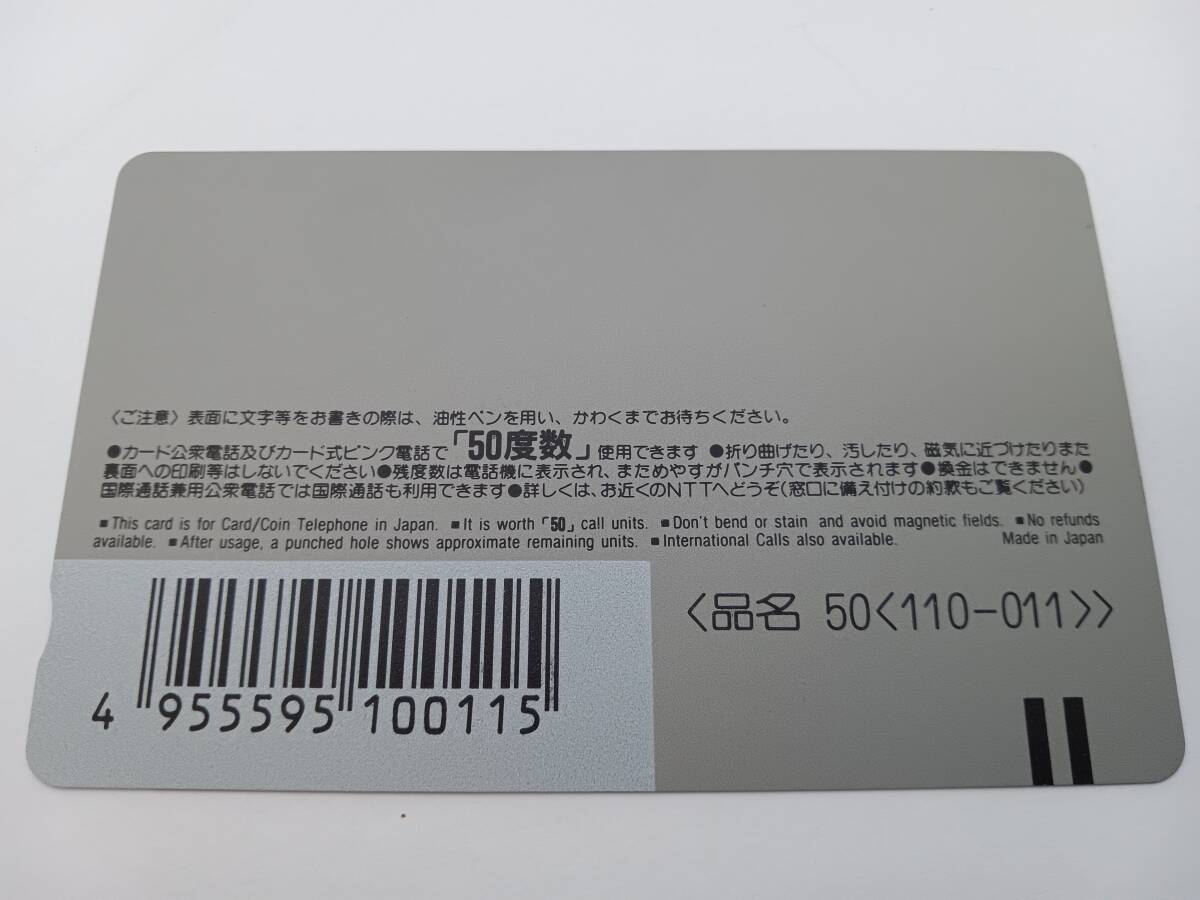 〈ご注意〉表面に文字等をお書きの際は、油性ペンを用い、かわくまでお待ちください。
●カード公衆電話及びカード式ピンク電話で「50度数」使用できます ●折り曲げたり、汚したり、磁気に近づけたりまた
裏面への印刷等はしないでください●残度数は電話機に表示され、まためやすがパンチ穴で表示されます●換金はできません●
国際通話兼用公衆電話では国際通話も利用できます●詳しくは、お近くのNTTへどうぞ(窓口に備え付けの約款もご覧ください)
■This card is for Card/Coin Telephone in Japan. ■It is worth「50」call units. ■Don't bend or stain and avoid magnetic fields. ■No refunds
available. ■After usage, a punched hole shows approximate remaining units. ■International Calls also available. Made in Japan
〈品名 50〈110-011〉〉
4 955595 100115